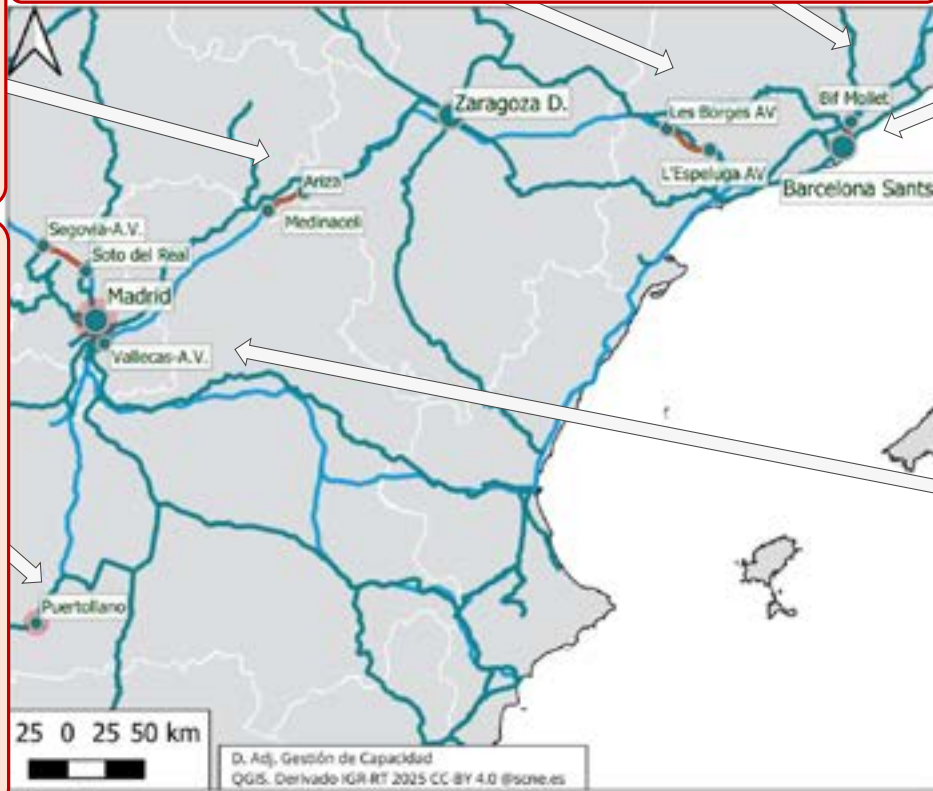 Zaragoza D.
Les Borges AV
Bif Mollet
L'Espeluga AV
Barcelona Sants
Ariza
Medinaceli
Segovia-A.V.
Soto del Real
Madrid
Vallecas-A.V.
Puertollano
25 0 25 50 km
D. Adj. Gestión de Capacidad
QGIS. Derivado IGR-RT 2025 CC-BY 4.0 @scne.es